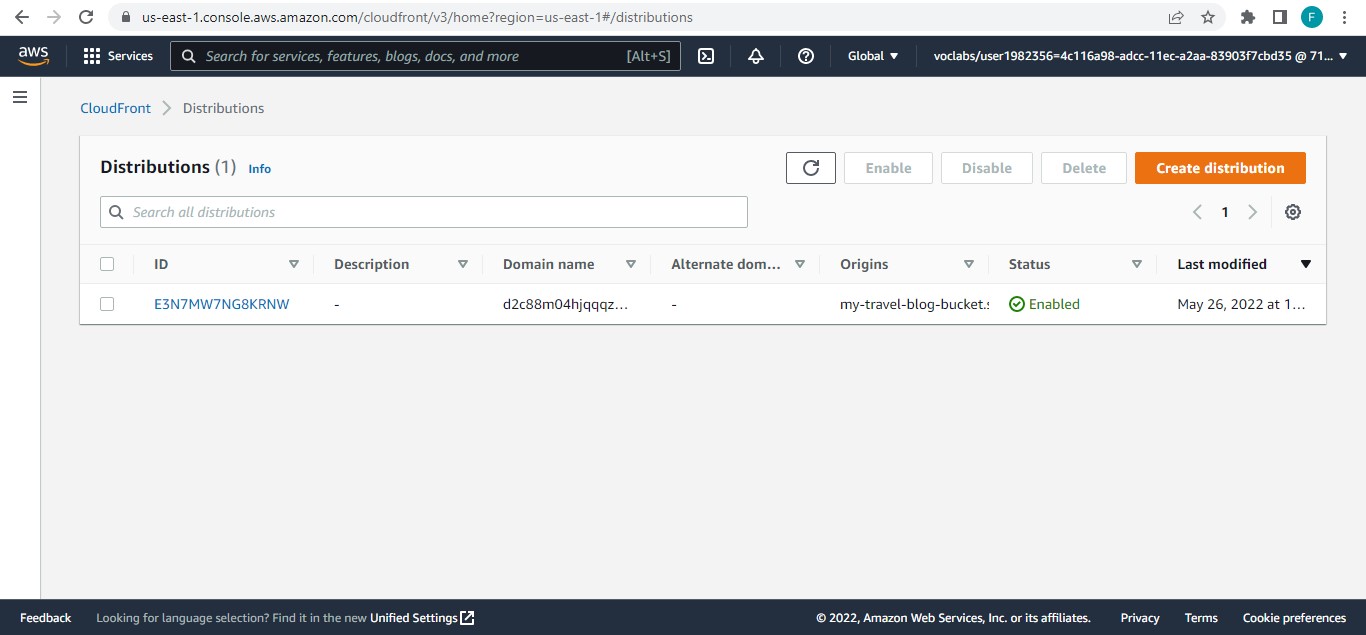 us-east-1.console.aws.amazon.com/cloudfront/v3/home?region=us-east-1#/distributions
F
aws Services Search for services, features, blogs, docs, and more [Alt+S] Global voclabs/user1982356=4c116a98-adcc-11ec-a2aa-83903f7cbd35 @ 71...
CloudFront Distributions
Distributions (1) Info Enable Disable Delete Create distribution
Search all distributions 1
ID Description Domain name Alternate dom... Origins Status Last modified
E3N7MW7NG8KRNW - d2c88m04hjqqqz... - my-travel-blog-bucket.s Enabled May 26, 2022 at 1...
Feedback Looking for language selection? Find it in the new Unified Settings © 2022, Amazon Web Services, Inc. or its affiliates. Privacy Terms Cookie preferences